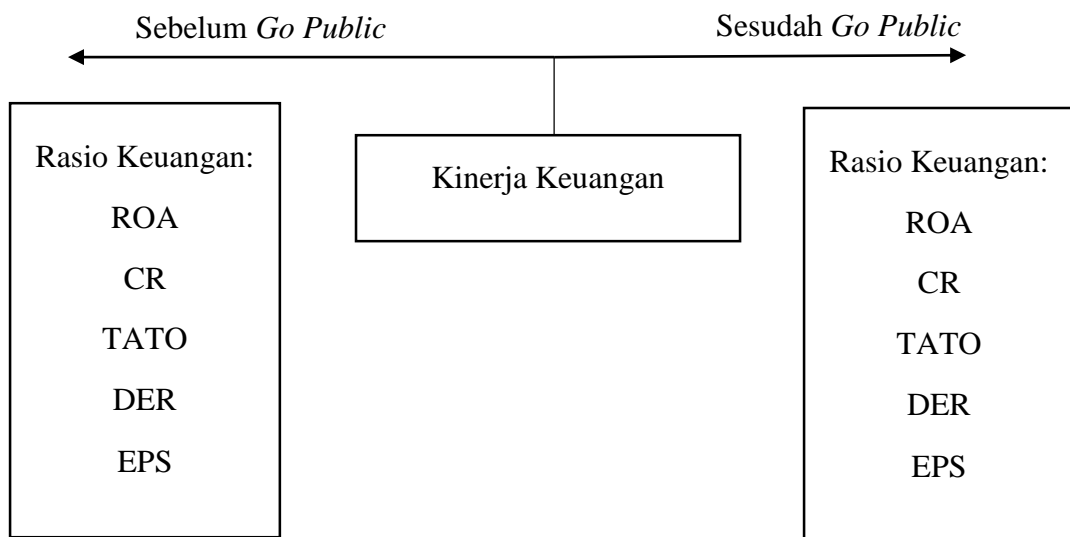 Sebelum Go Public
Sesudah Go Public
Rasio Keuangan:
ROA
CR
TATO
DER
EPS
Kinerja Keuangan
Rasio Keuangan:
ROA
CR
TATO
DER
EPS